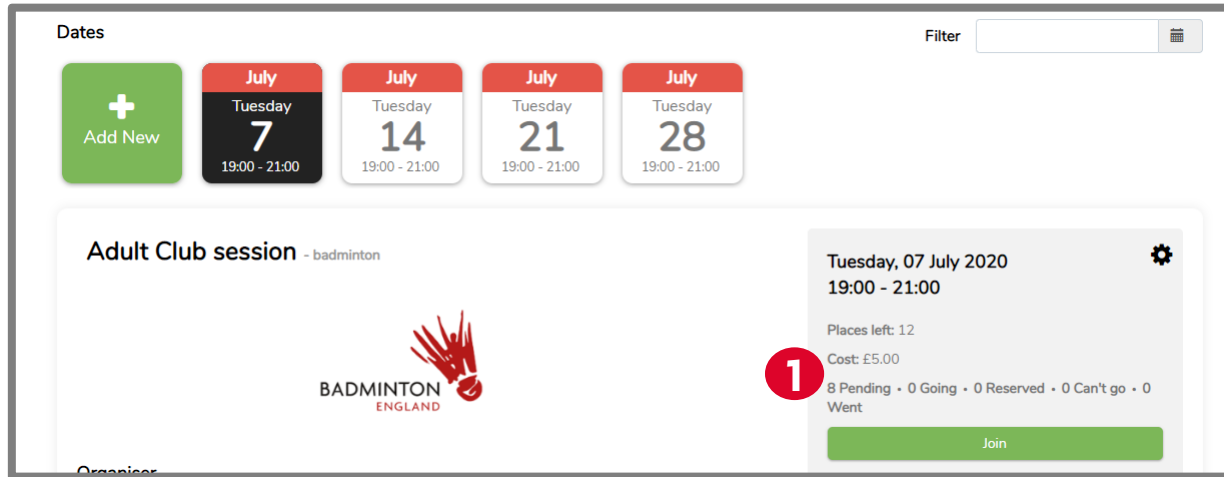 Dates
Filter
Add New
July
Tuesday
7
19:00 - 21:00
July
Tuesday
14
19:00 - 21:00
July
Tuesday
21
19:00 - 21:00
July
Tuesday
28
19:00 - 21:00
Adult Club session - badminton
BADMINTON
ENGLAND
Organiser
Tuesday, 07 July 2020
19:00 - 21:00
Places left: 12
Cost: £5.00
1
8 Pending • 0 Going • 0 Reserved • 0 Can't go • 0
Went
Join